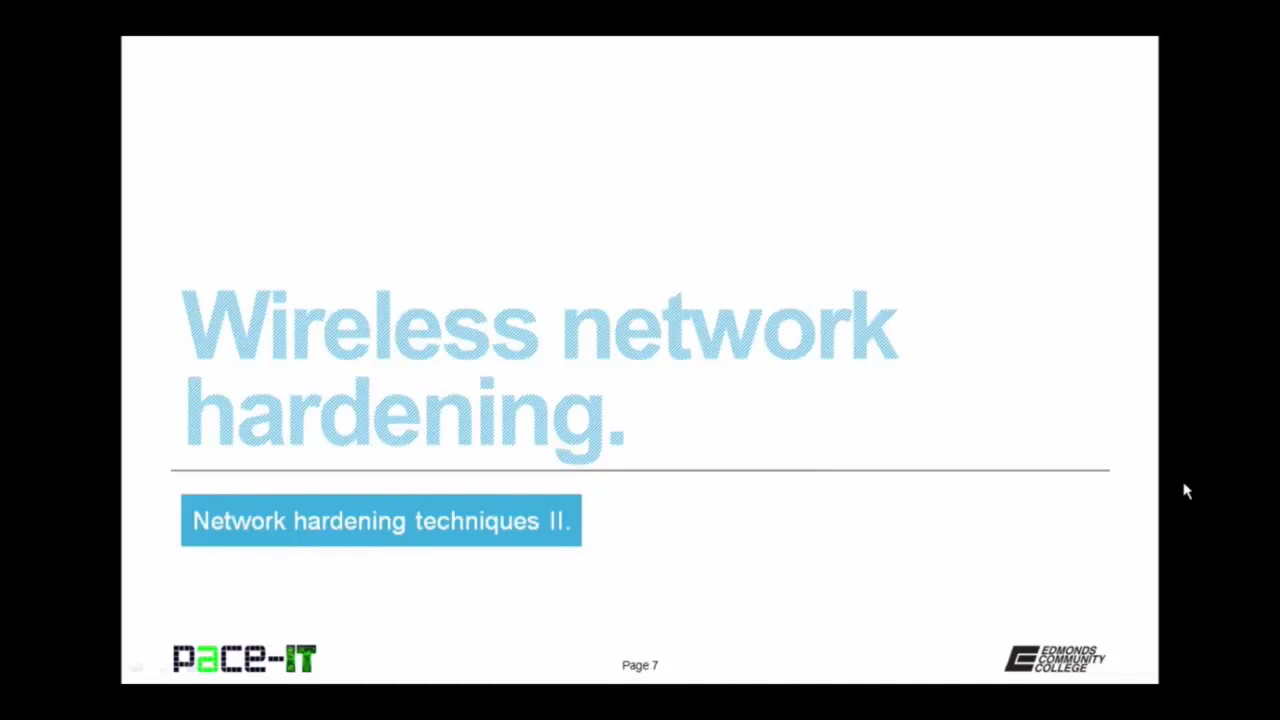 Wireless network
hardening.
Network hardening techniques II.
pace-IT
Page 7
EDMONDS
COMMUNITY
COLLEGE